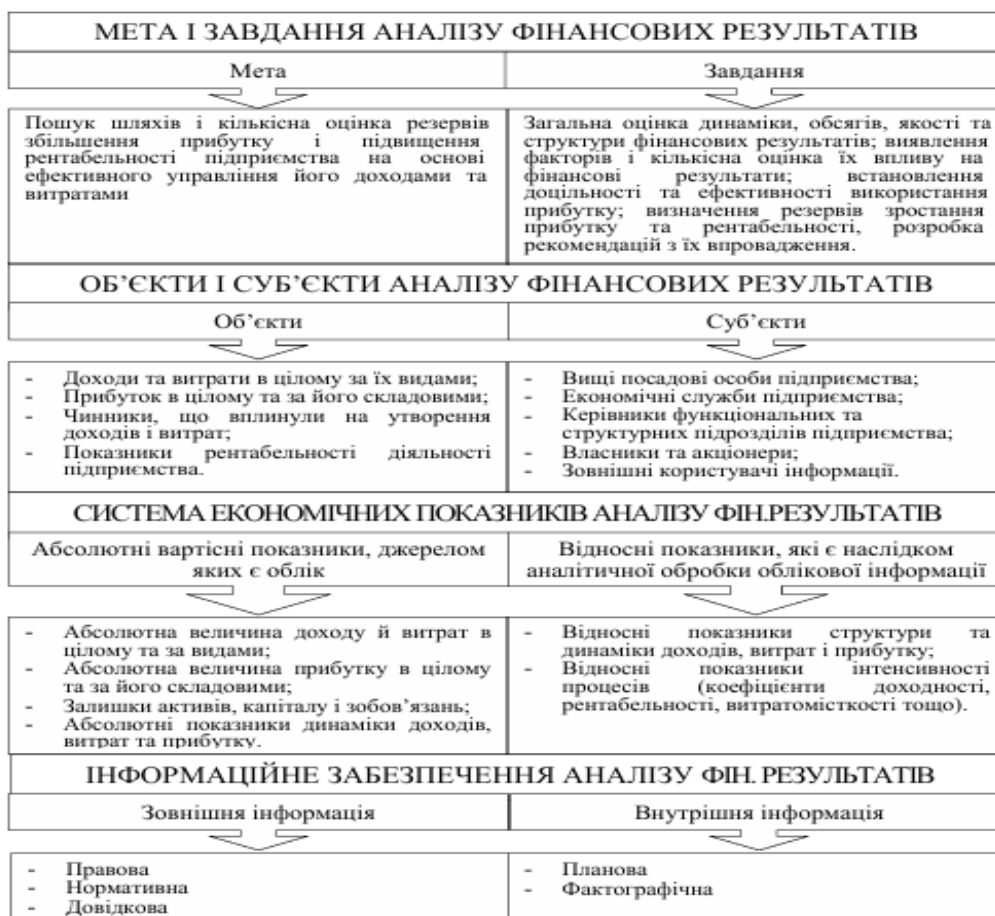 МЕТА І ЗАВДАННЯ АНАЛІЗУ ФІНАНСОВИХ РЕЗУЛЬТАТІВ
Мета
Завдання
Пошук шляхів і кількісна оцінка резервів
збільшення прибутку і підвищення
рентабельності підприємства на основі
ефективного управління його доходами та
витратами
Загальна оцінка динаміки, обсягів, якості та
структури фінансових результатів; виявлення
факторів і кількісна оцінка їх впливу на
фінансові результати; встановлення
доцільності та ефективності використання
прибутку; визначення резервів зростання
прибутку та рентабельності, розробка
рекомендацій з їх впровадження.
ОБ’ЄКТИ І СУБ’ЄКТИ АНАЛІЗУ ФІНАНСОВИХ РЕЗУЛЬТАТІВ
Об’єкти
Суб’єкти
- Доходи та витрати в цілому за їх видами;
- Прибуток в цілому та за його складовими;
- Чинники, що вплинули на утворення
доходів і витрат;
- Показники рентабельності діяльності
підприємства.
- Вищі посадові особи підприємства;
- Економічні служби підприємства;
- Керівники функціональних та
структурних підрозділів підприємства;
- Власники та акціонери;
- Зовнішні користувачі інформації.
СИСТЕМА ЕКОНОМІЧНИХ ПОКАЗНИКІВ АНАЛІЗУ ФІН.РЕЗУЛЬТАТІВ
Абсолютні вартісні показники, джерелом
яких є облік
Відносні показники, які є наслідком
аналітичної обробки облікової інформації
- Абсолютна величина доходу й витрат в
цілому та за видами;
- Абсолютна величина прибутку в цілому
та за його складовими;
- Залишки активів, капіталу і зобов’язань;
- Абсолютні показники динаміки доходів,
витрат та прибутку.
- Відносні показники структури та
динаміки доходів, витрат і прибутку;
- Відносні показники інтенсивності
процесів (коефіцієнти доходності,
рентабельності, витратомісткості тощо).
ІНФОРМАЦІЙНЕ ЗАБЕЗПЕЧЕННЯ АНАЛІЗУ ФІН. РЕЗУЛЬТАТІВ
Зовнішня інформація
Внутрішня інформація
- Правова
- Нормативна
- Довідкова
- Планова
- Фактографічна